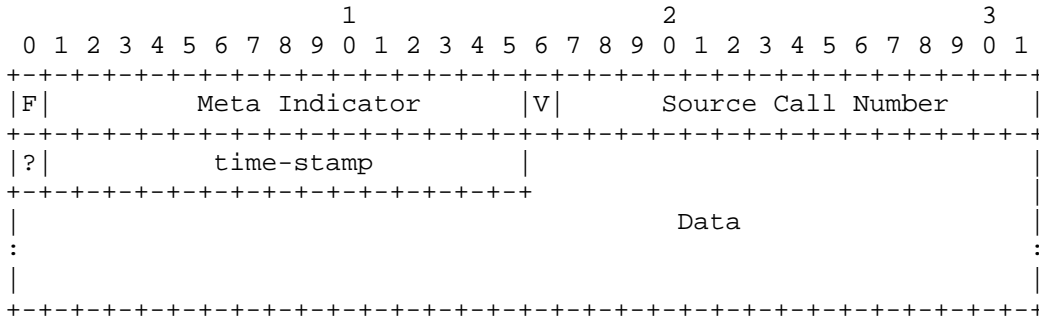 1                   2                   3
 0 1 2 3 4 5 6 7 8 9 0 1 2 3 4 5 6 7 8 9 0 1 2 3 4 5 6 7 8 9 0 1
+-+-+-+-+-+-+-+-+-+-+-+-+-+-+-+-+-+-+-+-+-+-+-+-+-+-+-+-+-+-+-+-+
|F|         Meta Indicator      |V|      Source Call Number     |
+-+-+-+-+-+-+-+-+-+-+-+-+-+-+-+-+-+-+-+-+-+-+-+-+-+-+-+-+-+-+-+-+
|?|          time-stamp         |                               |
+-+-+-+-+-+-+-+-+-+-+-+-+-+-+-+-+                               |
|                                         Data                  |
:                                                               :
|                                                               |
+-+-+-+-+-+-+-+-+-+-+-+-+-+-+-+-+-+-+-+-+-+-+-+-+-+-+-+-+-+-+-+-+